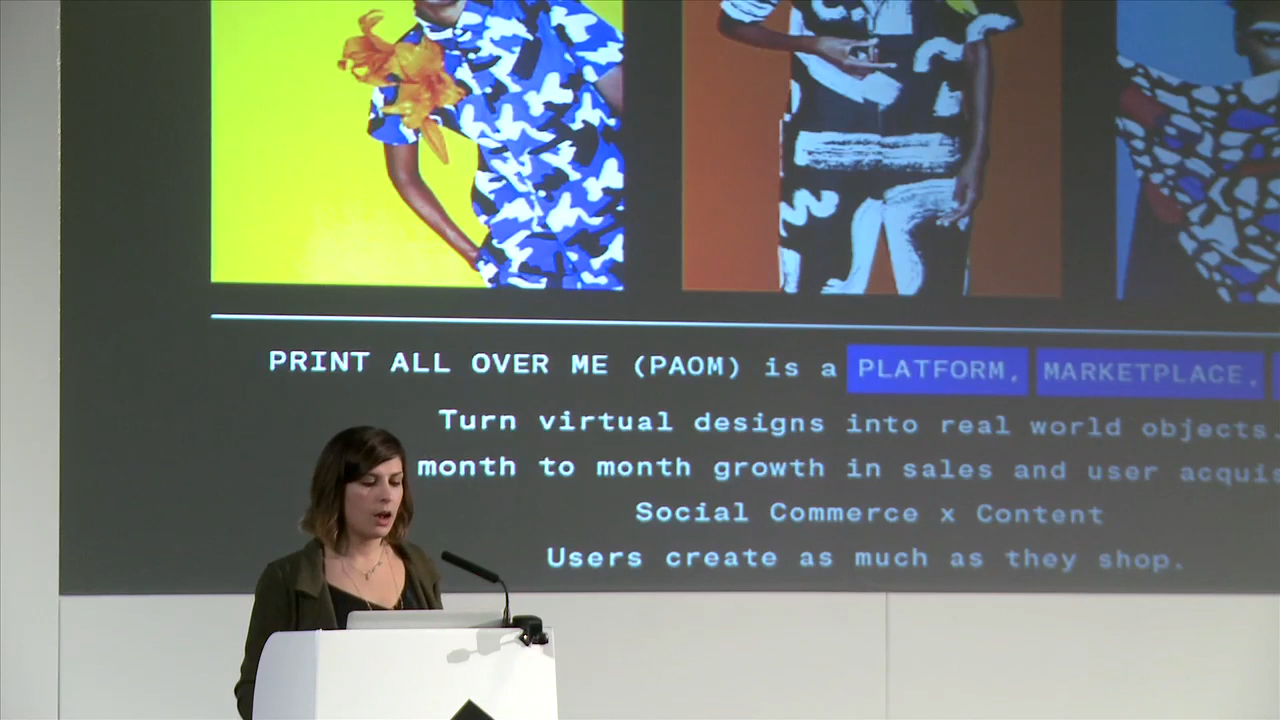 PRINT ALL OVER ME (PAOM) is a PLATFORM, MARKETPLACE,
Turn virtual designs into real world objects.
month to month growth in sales and user
Social Commerce x Content
Users create as much as they shop.